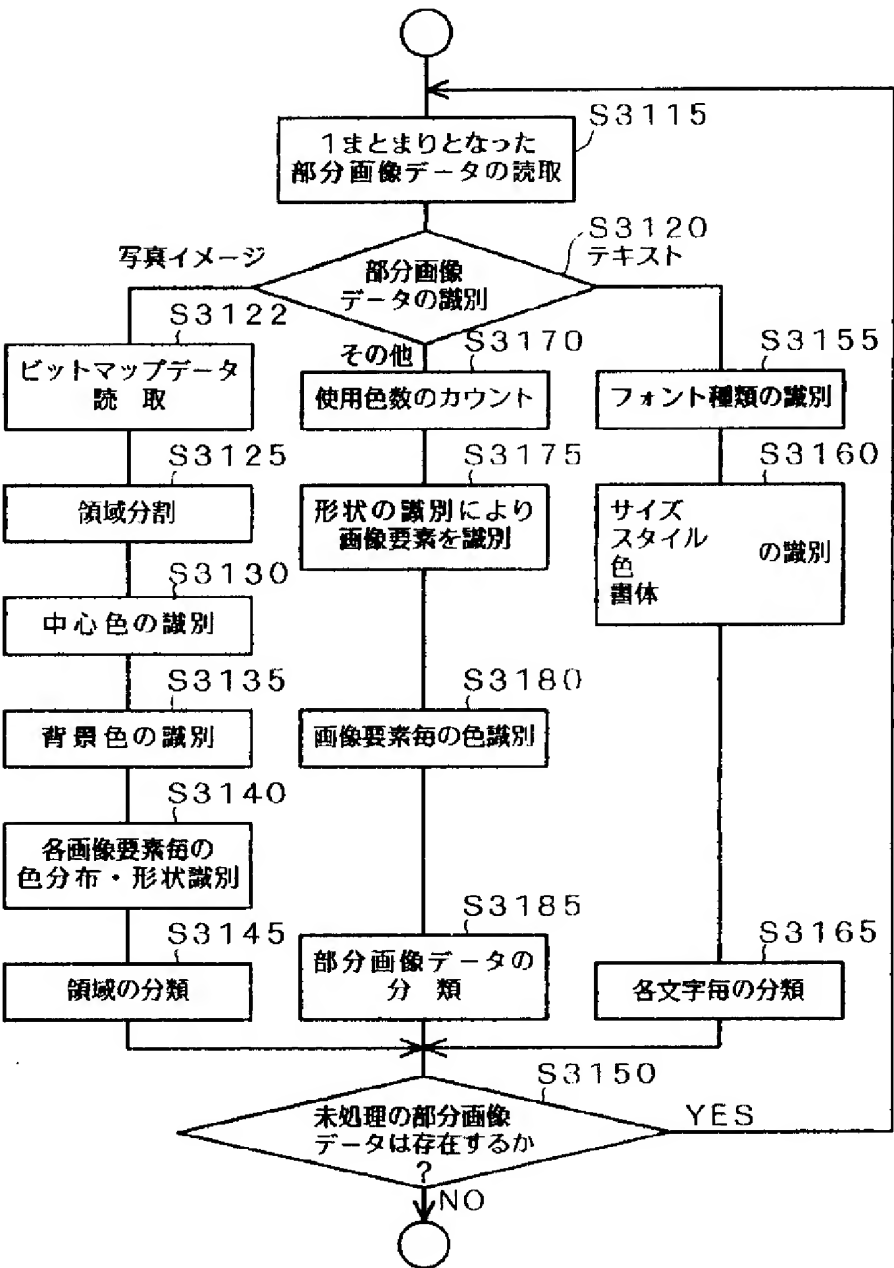 S3115
1まとまりとなった
部分画像データの読取
S3120
写真イメージ
テキスト
部分画像
データの識別
S3122
その他
S3170
S3155
ビットマップデータ
読 取
使用色数のカウント
フォント種類の識別
S3125
S3175
S3160
領域分割
形状の識別により
画像要素を識別
サイズ
スタイル
色
書体
の識別
S3130
中心色の識別
S3135
S3180
背景色の識別
画像要素毎の色識別
S3140
各画像要素毎の
色分布・形状識別
S3145
S3185
S3165
領域の分類
部分画像データの
分 類
各文字毎の分類
S3150
未処理の部分画像
データは存在するか
?
YES
NO